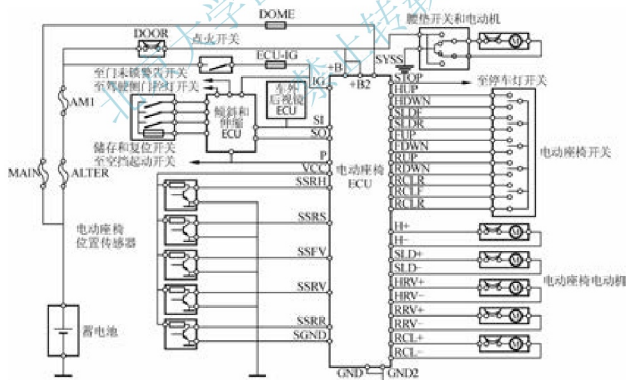 DOME
DOOR
点火开关
ECU-IG
腰垫开关和电动机
SYSS
+B
+B2
IG
STOP
至停车灯开关
至门未锁警告开关
至驾驶侧门控灯开关
车外
后视镜
ECU
AM1
倾斜和
伸缩
ECU
SI
SO
储存和复位开关
至空挡起动开关
P
VCC
电动座椅
ECU
HUP
HDWN
SLDF
SLDR
FUP
FDWN
RUP
RDWN
RCLR
RCLF
RCLR
电动座椅开关
MAIN
ALTER
SSRH
SSRS
SSFV
SSRV
SSRR
SGND
电动座椅
位置传感器
H+
H-
SLD+
SLD-
HRV+
HRV-
RRV+
RRV-
RCL+
RCL-
M
M
M
M
M
M
电动座椅电动机
蓄电池
GND
GND2